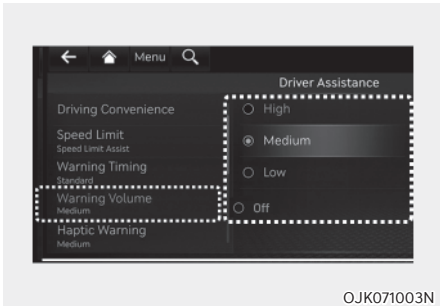 Menu
Driver Assistance
Driving Convenience
Speed Limit
Speed Limit Assist
Warning Timing
Standard
Warning Volume
Medium
Haptic Warning
Medium
High
Medium
Low
Off
OJK071003N